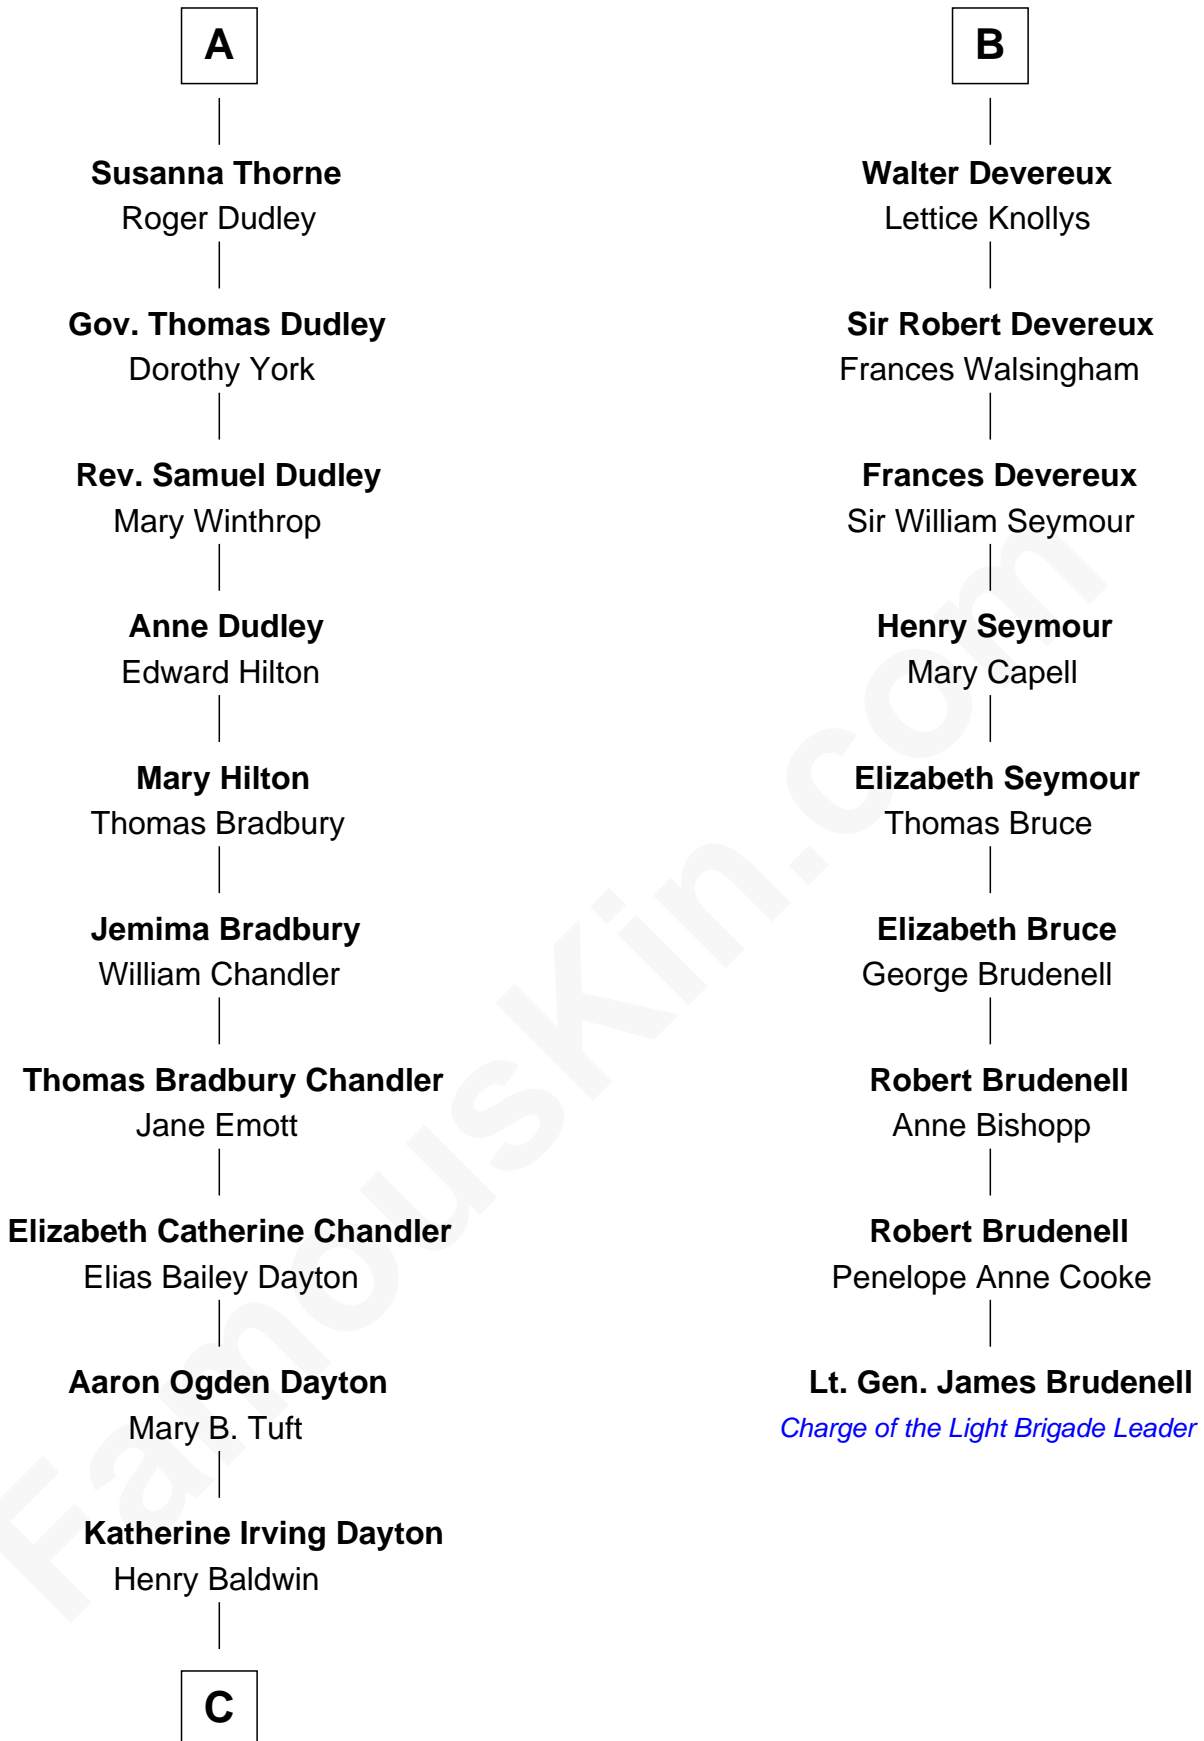 A
Susanna Thorne
Roger Dudley
Gov. Thomas Dudley
Dorothy York
Rev. Samuel Dudley
Mary Winthrop
Anne Dudley
Edward Hilton
Mary Hilton
Thomas Bradbury
Jemima Bradbury
William Chandler
Thomas Bradbury Chandler
Jane Emott
Elizabeth Catherine Chandler
Elias Bailey Dayton
Aaron Ogden Dayton
Mary B. Tuft
Katherine Irving Dayton
Henry Baldwin
C
B
Walter Devereux
Lettice Knollys
Sir Robert Devereux
Frances Walsingham
Frances Devereux
Sir William Seymour
Henry Seymour
Mary Capell
Elizabeth Seymour
Thomas Bruce
Elizabeth Bruce
George Brudenell
Robert Brudenell
Anne Bishopp
Robert Brudenell
Penelope Anne Cooke
Lt. Gen. James Brudenell
Charge of the Light Brigade Leader
FamousKin.com